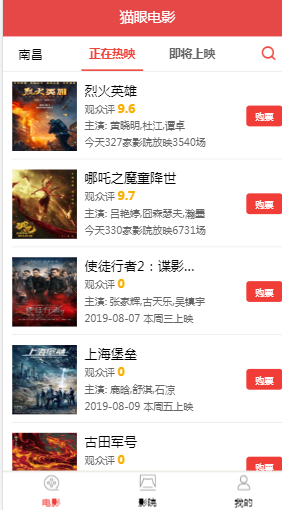 猫眼电影
南昌 正在热映 即将上映
烈火英雄
烈火英雄
观众评 9.6
主演: 黄晓明,杜江,谭卓
今天327家影院放映3540场
购票
哪吒之魔童降世
观众评 9.7
主演: 吕艳婷,囧森瑟夫,瀚墨
今天330家影院放映6731场
购票
使徒行者2：谍影...
观众评 0
主演: 张家辉,古天乐,吴镇宇
2019-08-07 本周三上映
购票
上海堡垒
上海堡垒
观众评 0
主演: 鹿晗,舒淇,石凉
2019-08-09 本周五上映
购票
古田军号
观众评 0
购票
电影 影院 我的